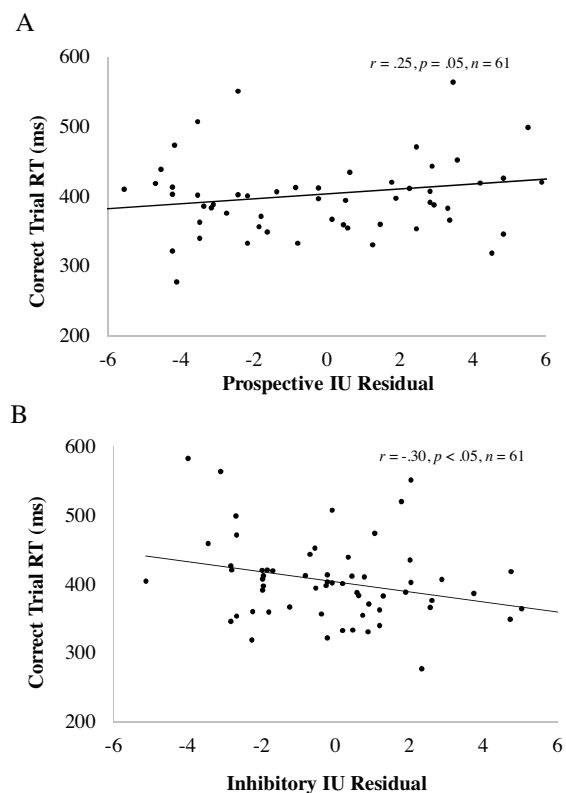 A
600
r = .25, p = .05, n = 61
500
400
300
200
Correct Trial RT (ms)
-6 -4 -2 0 2 4 6
Prospective IU Residual
B
600
r = -.30, p < .05, n = 61
500
400
300
200
Correct Trial RT (ms)
-6 -4 -2 0 2 4 6
Inhibitory IU Residual